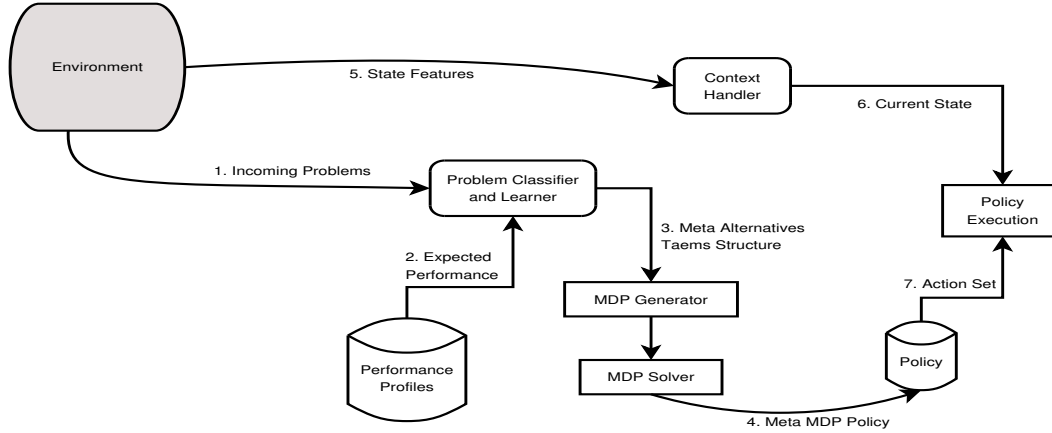 Environment
5. State Features
Context
Handler
6. Current State
1. Incoming Problems
Problem Classifier
and Learner
Policy
Execution
3. Meta Alternatives
Taems Structure
2. Expected
Performance
7. Action Set
MDP Generator
Performance
Profiles
MDP Solver
Policy
4. Meta MDP Policy